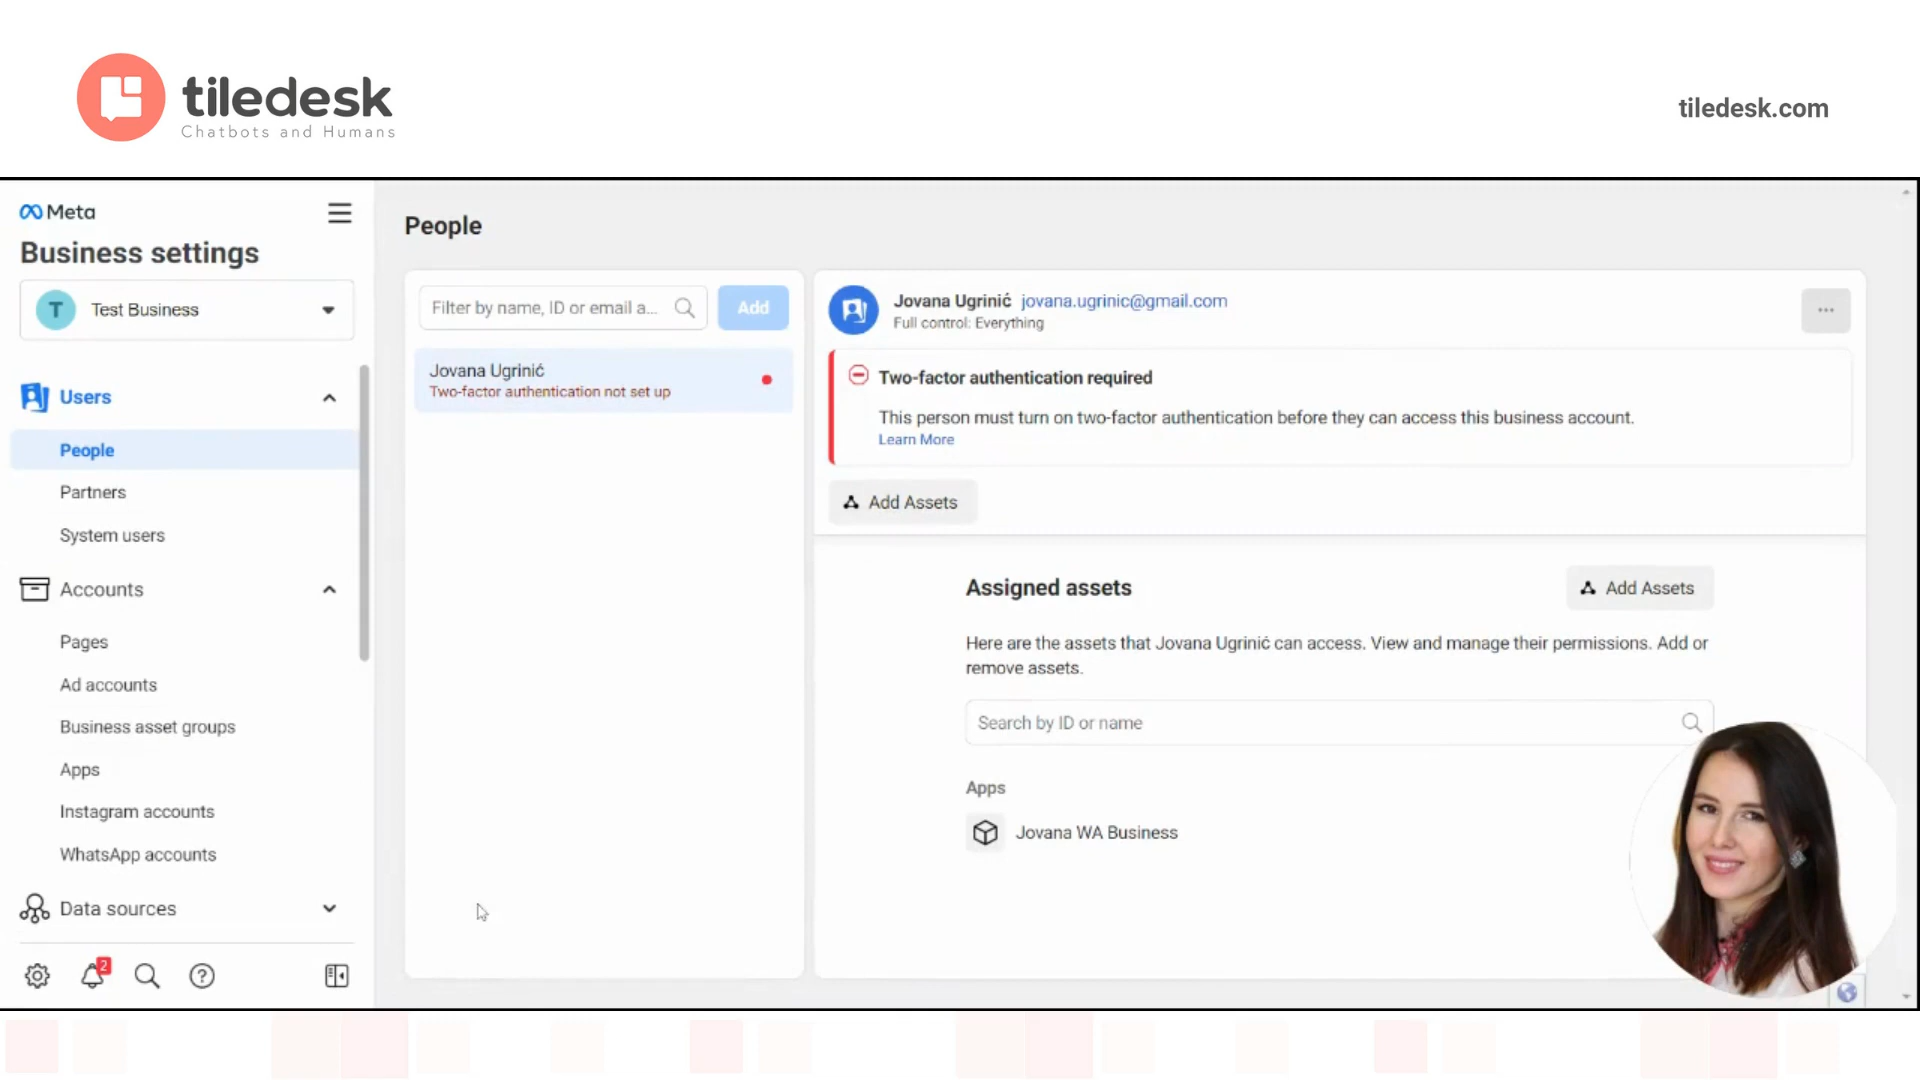 tiledesk
Chatbots and Humans
tiledesk.com
Meta
Business settings
T
Test Business
Users
People
Partners
System users
Accounts
Pages
Ad accounts
Business asset groups
Apps
Instagram accounts
WhatsApp accounts
Data sources
2
?
People
Filter by name, ID or email a...
Add
Jovana Ugrinić
Two-factor authentication not set up
Jovana Ugrinić jovana.ugrinic@gmail.com
Full control: Everything
...
Two-factor authentication required
This person must turn on two-factor authentication before they can access this business account.
Learn More
Add Assets
Assigned assets
Add Assets
Here are the assets that Jovana Ugrinić can access. View and manage their permissions. Add or
remove assets.
Search by ID or name
Apps
Jovana WA Business